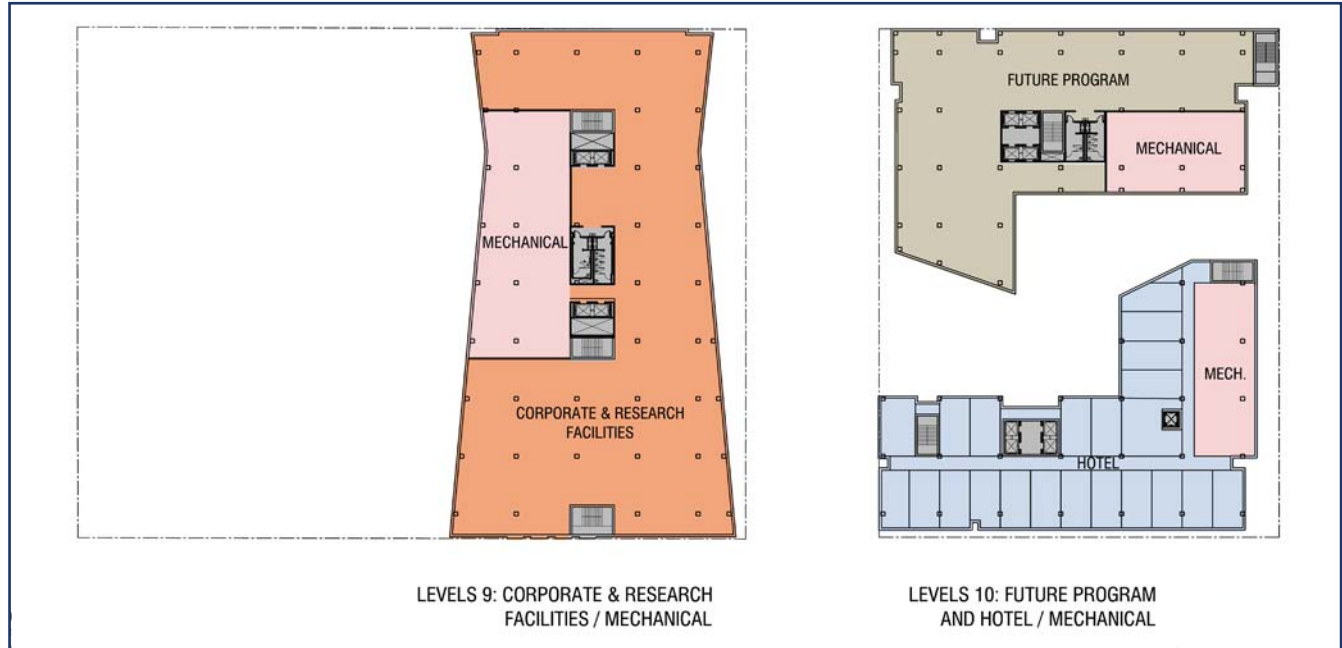 MECHANICAL
CORPORATE & RESEARCH
FACILITIES
LEVELS 9: CORPORATE & RESEARCH
FACILITIES / MECHANICAL
FUTURE PROGRAM
MECHANICAL
MECH.
HOTEL
LEVELS 10: FUTURE PROGRAM
AND HOTEL / MECHANICAL